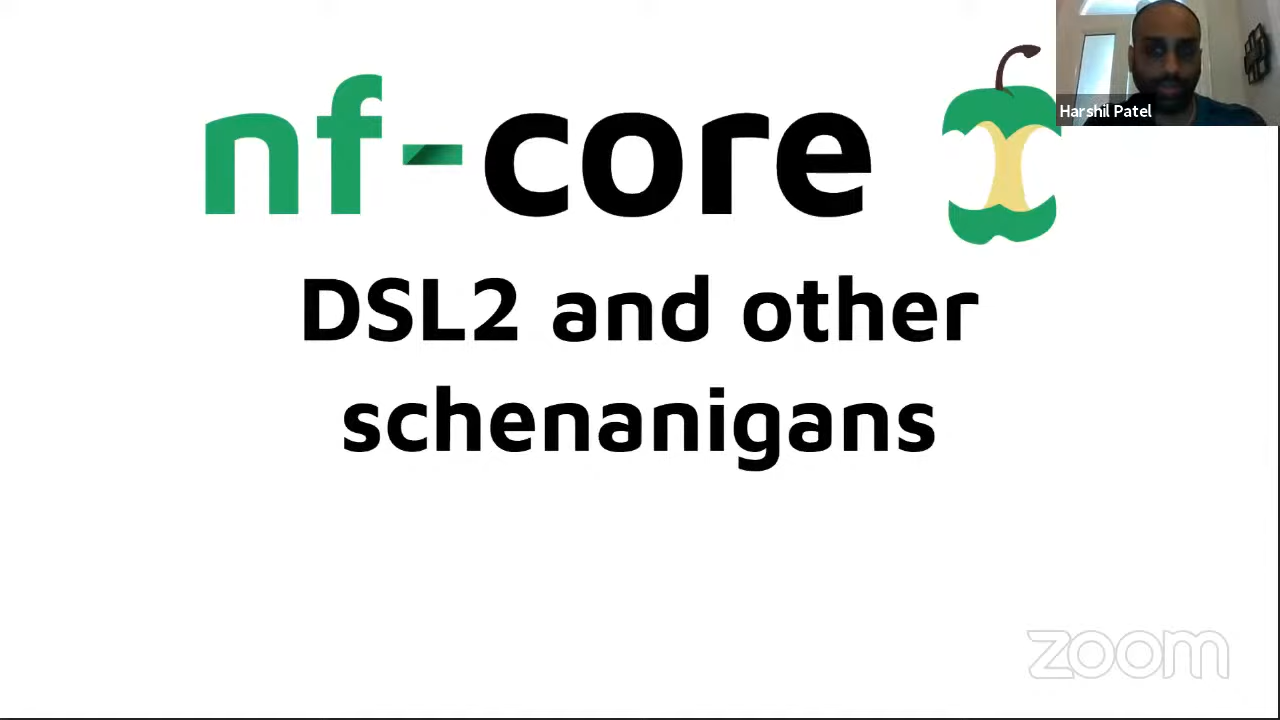 nf-core
Harshil Patel
DSL2 and other
schenanigans
zoom